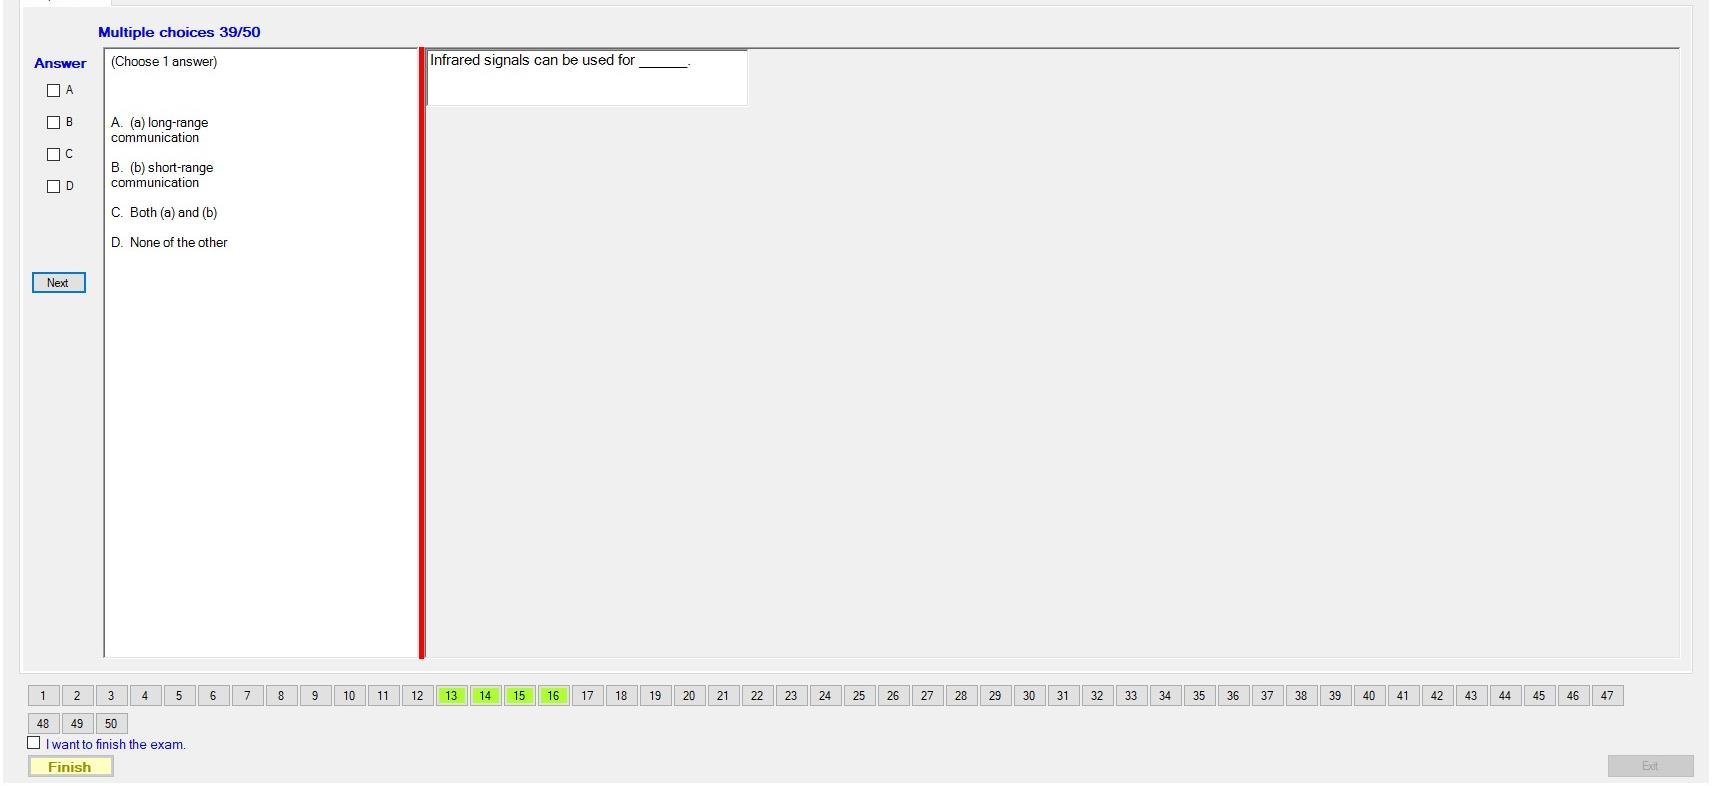 Multiple choices 39/50
Answer
(Choose 1 answer)
Infrared signals can be used for ______.
A
B
C
D
A. (a) long-range
communication
B. (b) short-range
communication
C. Both (a) and (b)
D. None of the other
Next
1 2 3 4 5 6 7 8 9 10 11 12 13 14 15 16 17 18 19 20 21 22 23 24 25 26 27 28 29 30 31 32 33 34 35 36 37 38 39 40 41 42 43 44 45 46 47
48 49 50
I want to finish the exam.
Finish
Exit